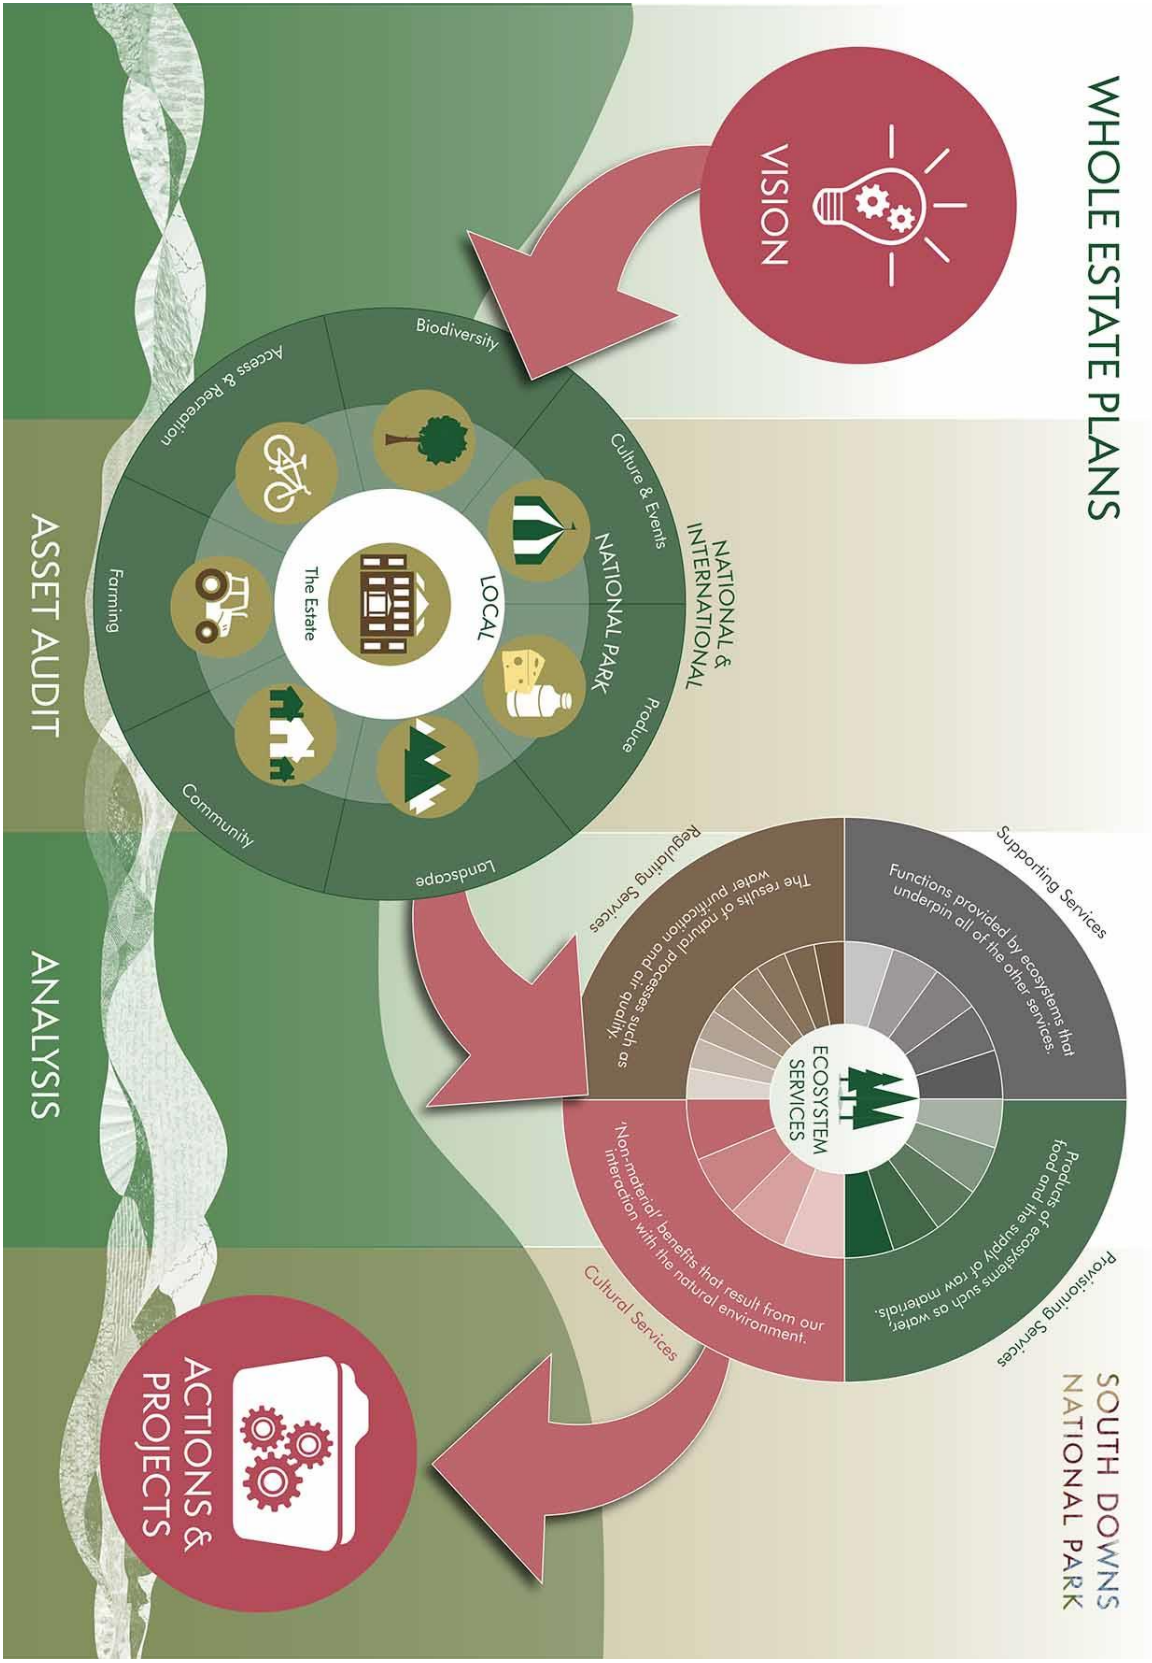 WHOLE ESTATE PLANS
SOUTH DOWNS
NATIONAL PARK
VISION
NATIONAL &
INTERNATIONAL
NATIONAL PARK
LOCAL
The Estate
Culture & Events
Produce
Landscape
Community
Farming
Access & Recreation
Biodiversity
ASSET AUDIT
Supporting Services
Functions provided by ecosystems that
underpin all of the other services.
Provisioning Services
Products of ecosystems such as water,
food and the supply of raw materials.
Regulating Services
The results of natural processes such as
water purification and air quality.
Cultural Services
'Non-material' benefits that result from our
interaction with the natural environment.
ECOSYSTEM
SERVICES
ANALYSIS
ACTIONS &
PROJECTS